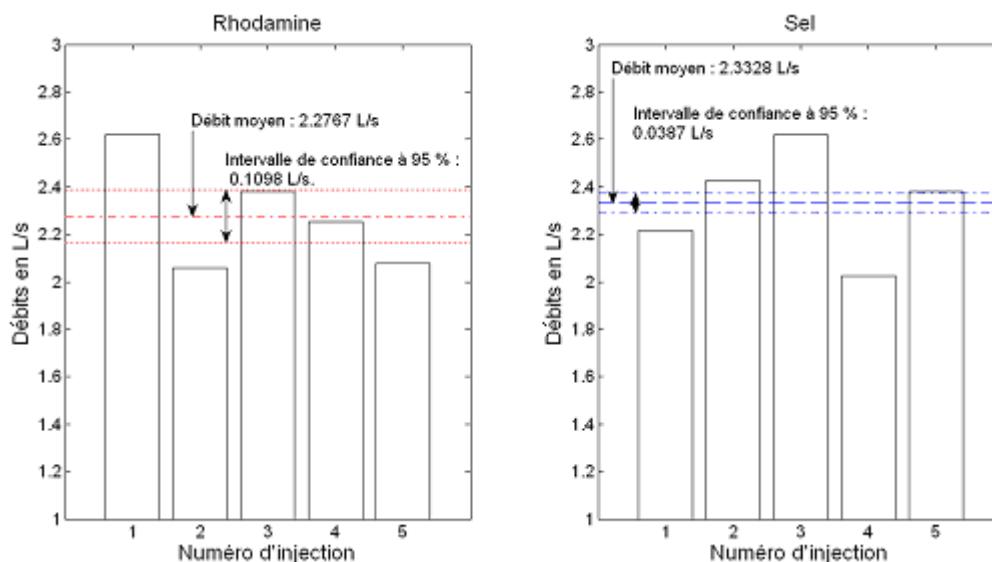 Rhodamine
3
2.8
2.6
2.4
2.2
2
1.8
1.6
1.4
1.2
1
Débits en L/s
Débit moyen : 2.2767 L/s
Intervalle de confiance à 95 % :
0.1098 L/s.
1 2 3 4 5
Numéro d'injection
Sel
3
2.8
2.6
2.4
2.2
2
1.8
1.6
1.4
1.2
1
Débits en L/s
Débit moyen : 2.3328 L/s
Intervalle de confiance à 95 % :
0.0387 L/s
1 2 3 4 5
Numéro d'injection